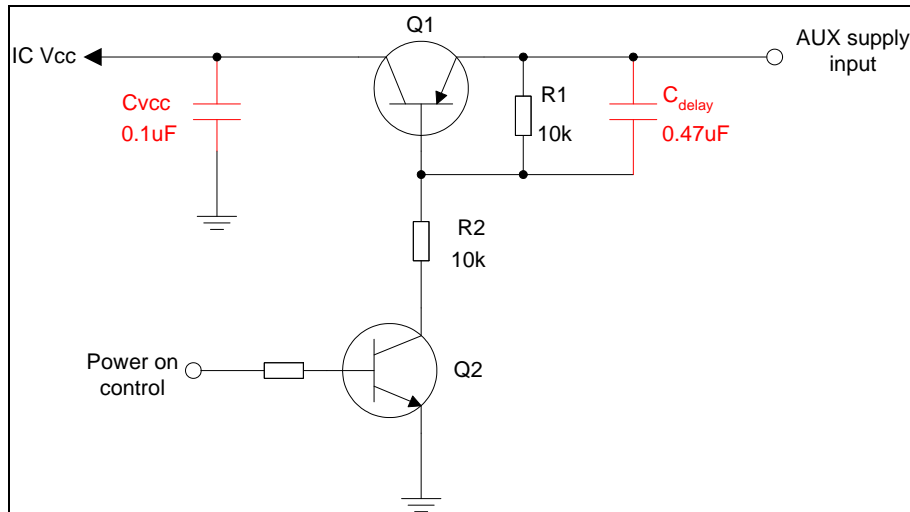 Q1
IC Vcc
AUX supply
input
Cvcc
0.1uF
R1
10k
Cdelay
0.47uF
R2
10k
Power on
control
Q2